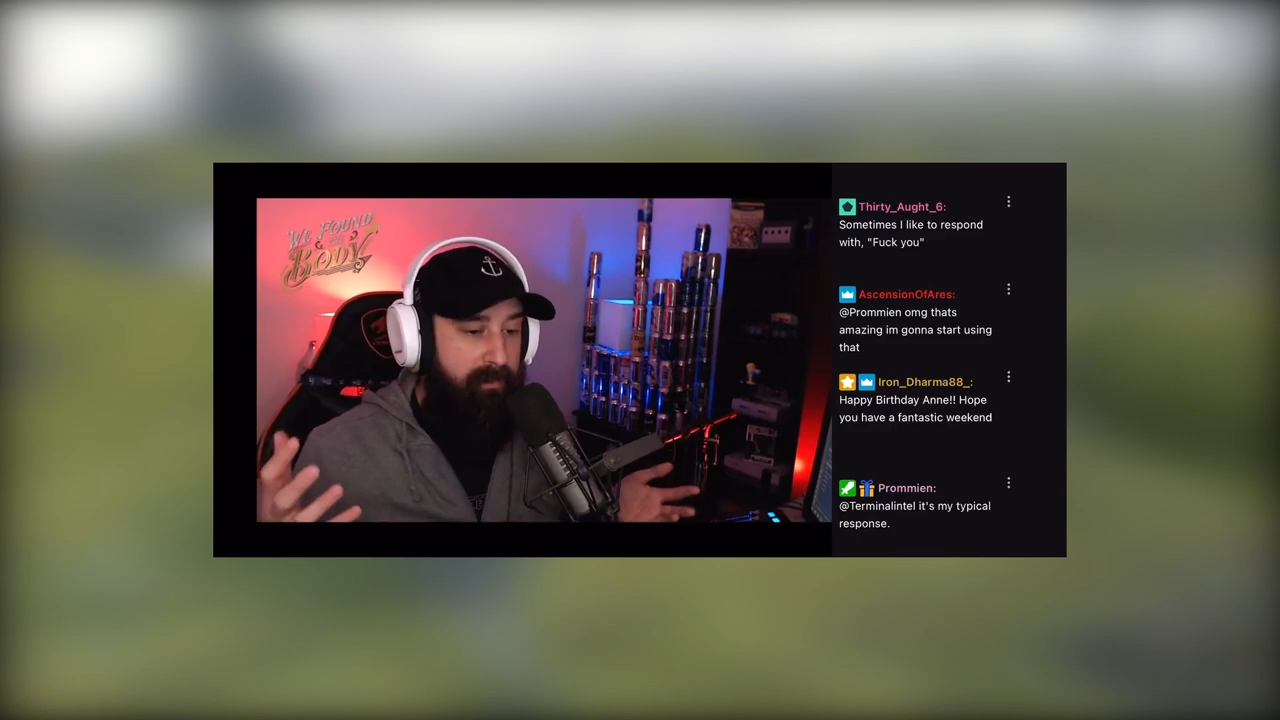 WE FOUND
THE
BODY
Thirty_Aught_6:
Sometimes I like to respond
with, "Fuck you"
AscensionOfAres:
@Prommien omg thats
amazing im gonna start using
that
Iron_Dharma88_:
Happy Birthday Anne!! Hope
you have a fantastic weekend
Prommien:
@Terminalintel it's my typical
response.